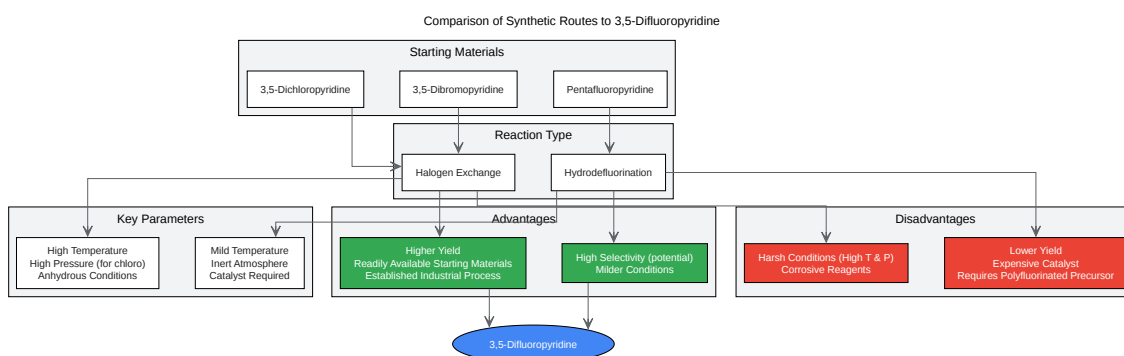 Comparison of Synthetic Routes to 3,5-Difluoropyridine
Starting Materials
3,5-Dichloropyridine
3,5-Dibromopyridine
Pentafluoropyridine
Reaction Type
Halogen Exchange
Hydrodefluorination
Key Parameters
High Temperature
High Pressure (for chloro)
Anhydrous Conditions
Mild Temperature
Inert Atmosphere
Catalyst Required
Advantages
Higher Yield
Readily Available Starting Materials
Established Industrial Process
High Selectivity (potential)
Milder Conditions
Disadvantages
Harsh Conditions (High T & P)
Corrosive Reagents
Lower Yield
Expensive Catalyst
Requires Polyfluorinated Precursor
3,5-Difluoropyridine